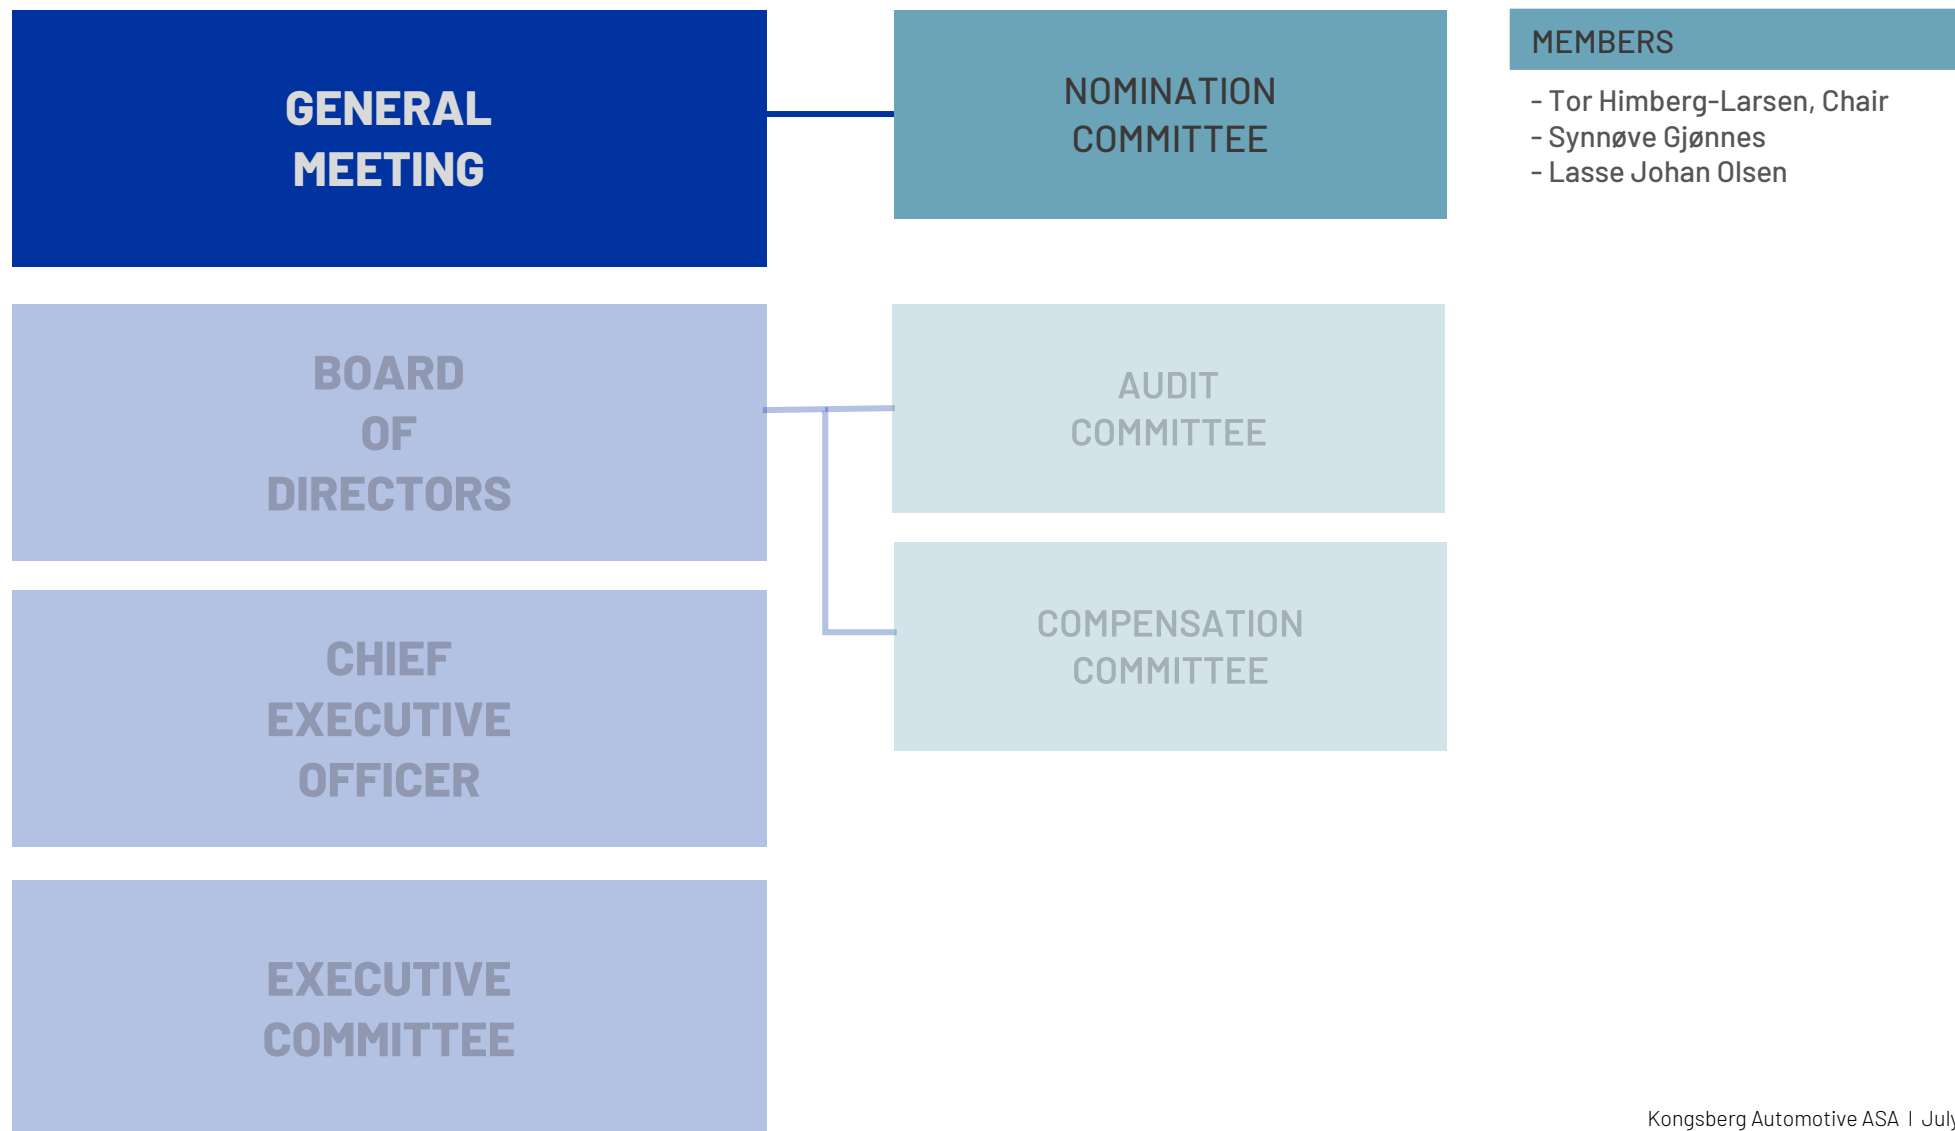 GENERAL
MEETING
NOMINATION
COMMITTEE
MEMBERS
- Tor Himberg-Larsen, Chair
- Synnøve Gjønnes
- Lasse Johan Olsen
BOARD
OF
DIRECTORS
AUDIT
COMMITTEE
COMPENSATION
COMMITTEE
CHIEF
EXECUTIVE
OFFICER
EXECUTIVE
COMMITTEE
Kongsberg Automotive ASA | July